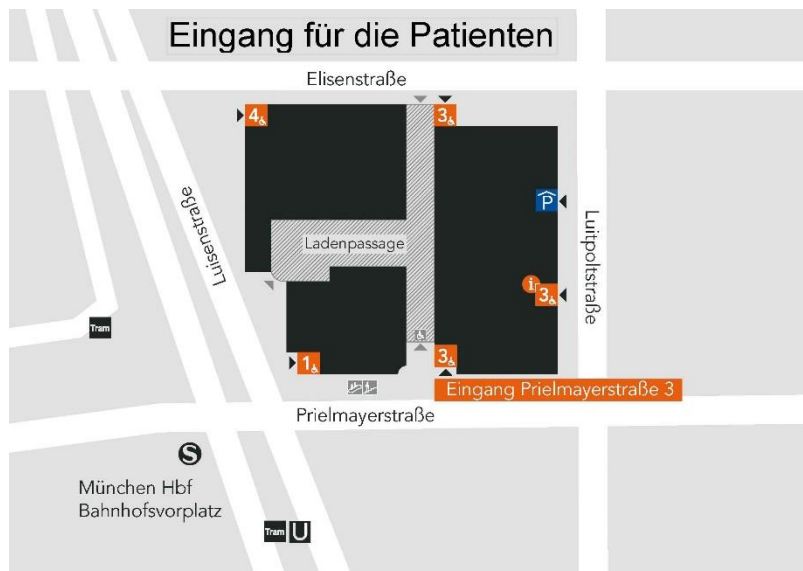 Eingang für die Patienten
Elisenstraße
4
3
P
Luisenstraße
Ladenpassage
Luitpoltstraße
i
3
Tram
1
3
Eingang Prielmayerstraße 3
Prielmayerstraße
S
München Hbf
Bahnhofsvorplatz
Tram U